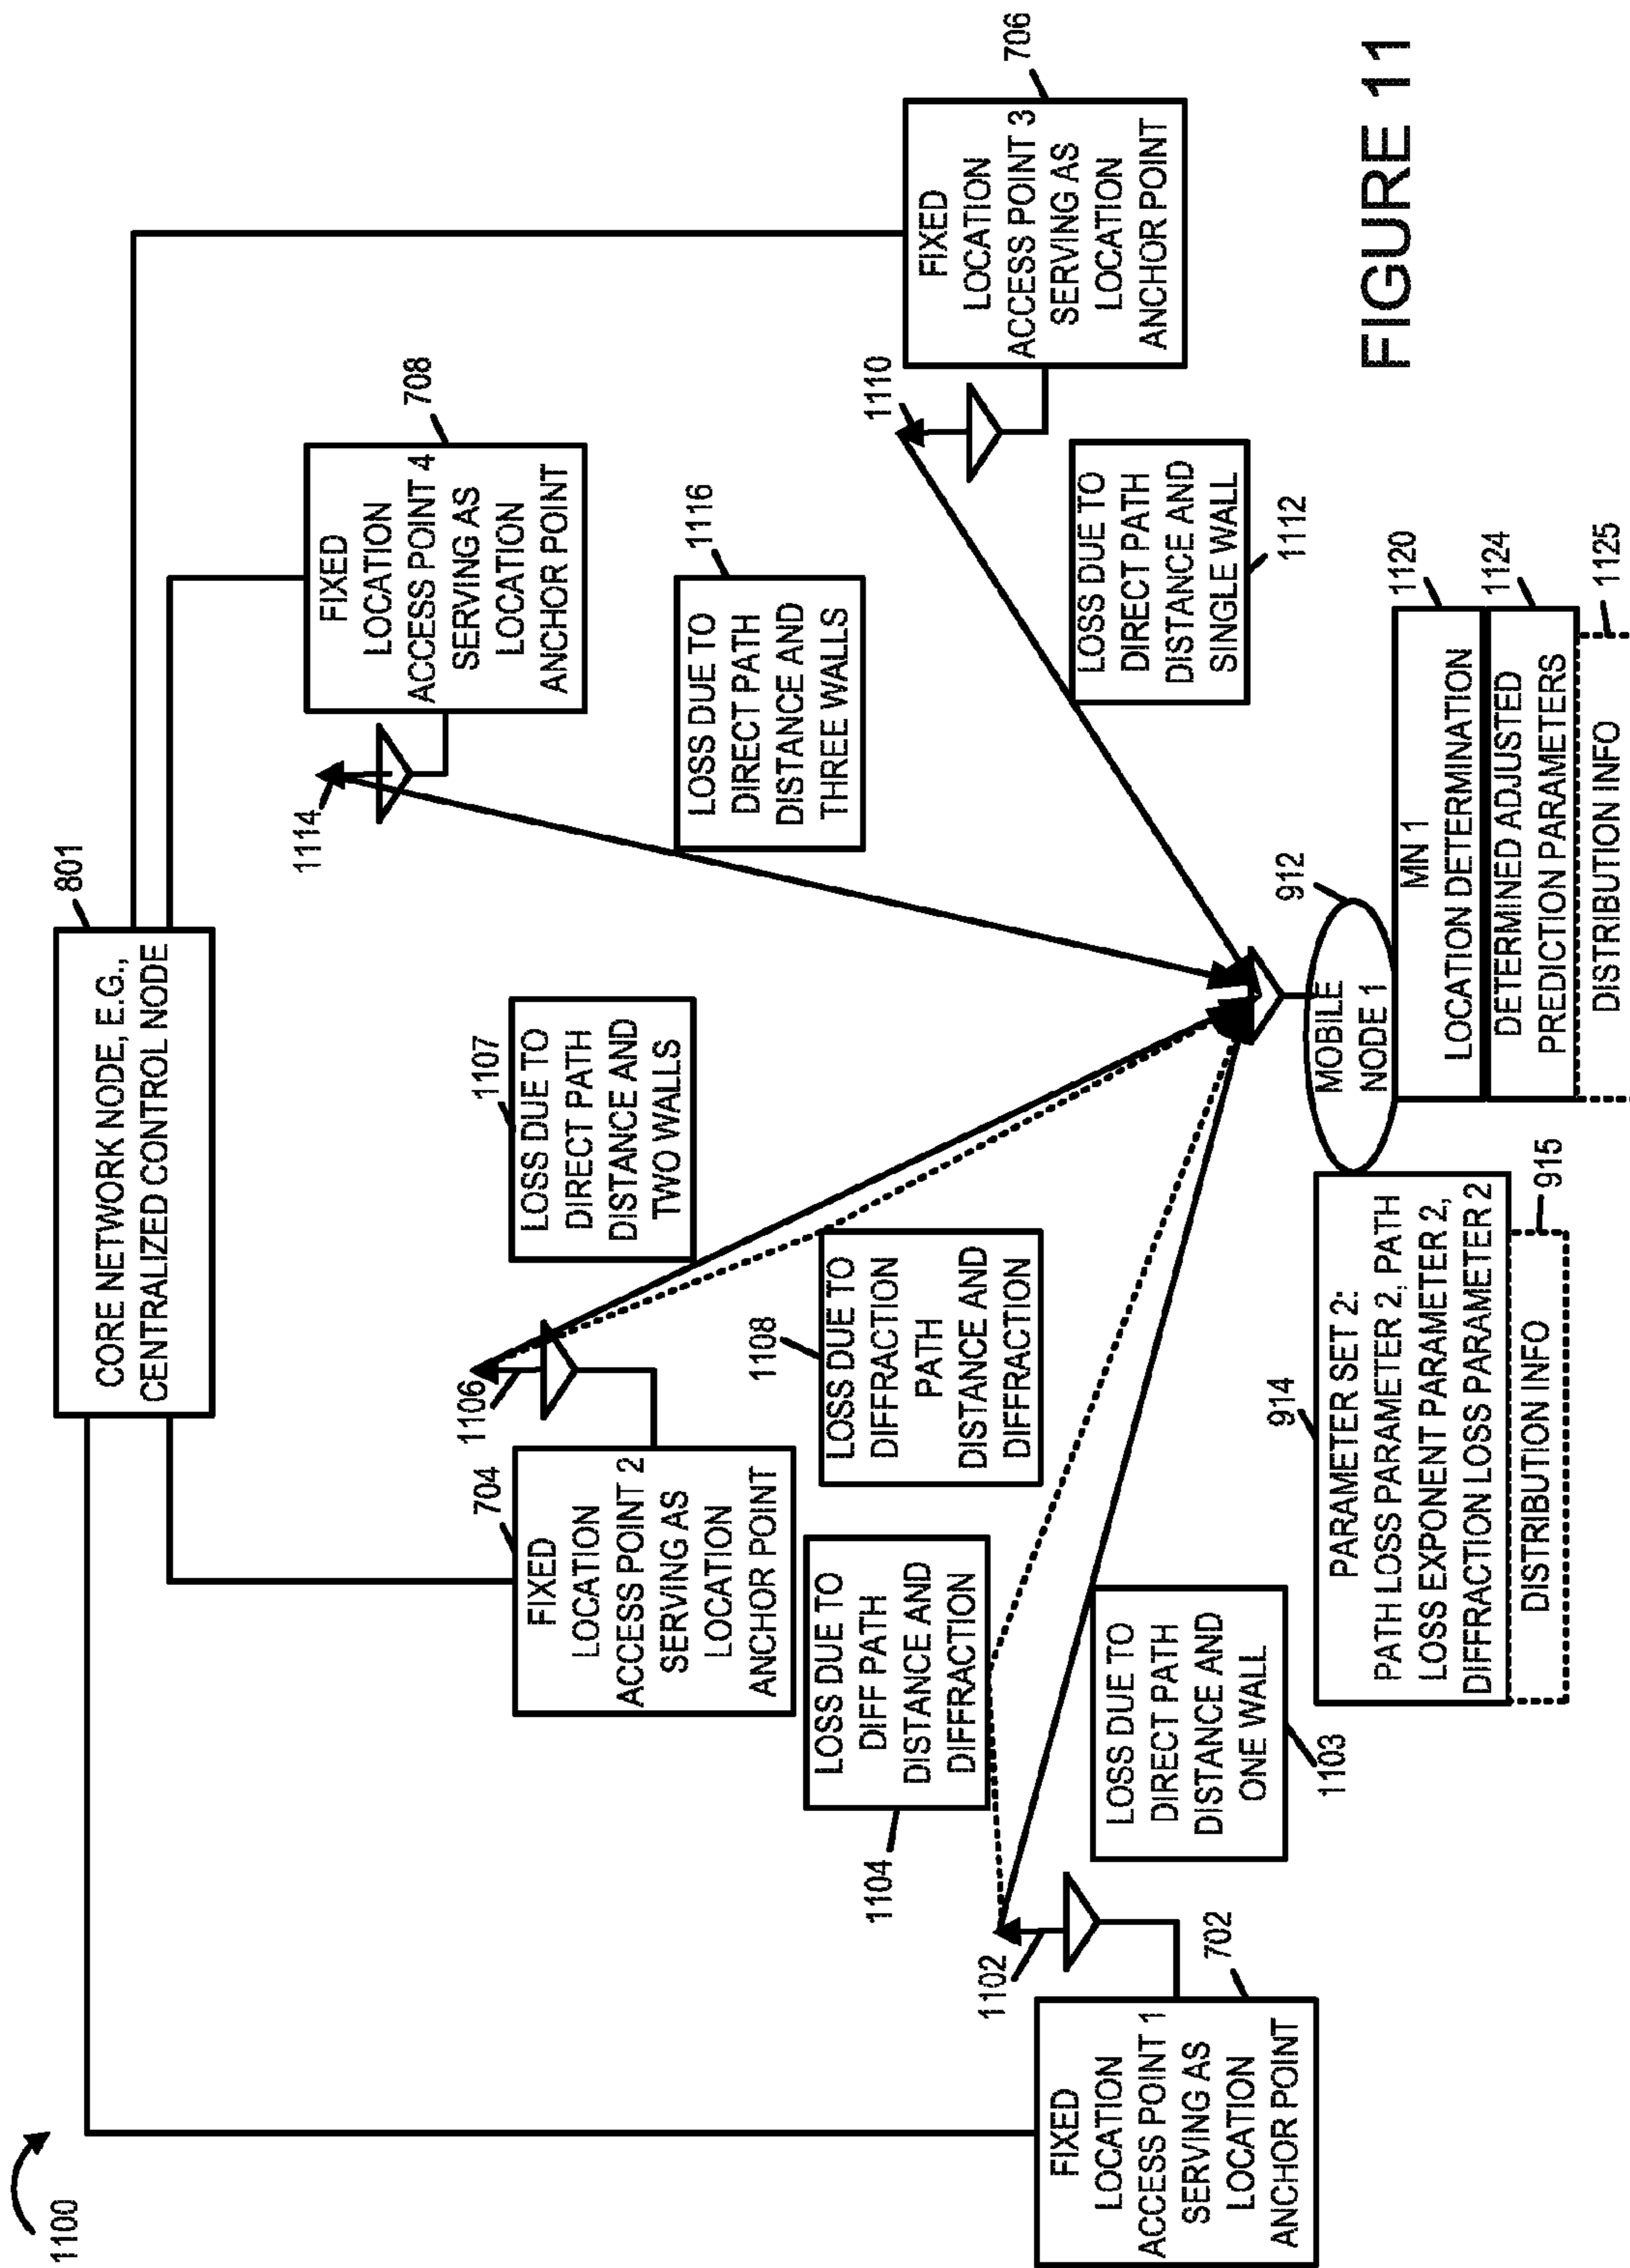 1100
801
CORE NETWORK NODE, E.G.,
CENTRALIZED CONTROL NODE
708
FIXED
LOCATION
ACCESS POINT 4
SERVING AS
LOCATION
ANCHOR POINT
1114
706
FIXED
LOCATION
ACCESS POINT 3
SERVING AS
LOCATION
ANCHOR POINT
1110
704
FIXED
LOCATION
ACCESS POINT 2
SERVING AS
LOCATION
ANCHOR POINT
1106
1107
LOSS DUE TO
DIRECT PATH
DISTANCE AND
TWO WALLS
1116
LOSS DUE TO
DIRECT PATH
DISTANCE AND
THREE WALLS
1108
LOSS DUE TO
DIFFRACTION
PATH
DISTANCE AND
DIFFRACTION
1104
LOSS DUE TO
DIFF PATH
DISTANCE AND
DIFFRACTION
1102
702
FIXED
LOCATION
ACCESS POINT 1
SERVING AS
LOCATION
ANCHOR POINT
LOSS DUE TO
DIRECT PATH
DISTANCE AND
ONE WALL
1103
LOSS DUE TO
DIRECT PATH
DISTANCE AND
SINGLE WALL
1112
912
MOBILE
NODE 1
914
PARAMETER SET 2:
PATH LOSS PARAMETER 2, PATH
LOSS EXPONENT PARAMETER 2,
DIFFRACTION LOSS PARAMETER 2
915
DISTRIBUTION INFO
1120
MN 1
LOCATION DETERMINATION
1124
DETERMINED ADJUSTED
PREDICTION PARAMETERS
1125
DISTRIBUTION INFO
FIGURE 11